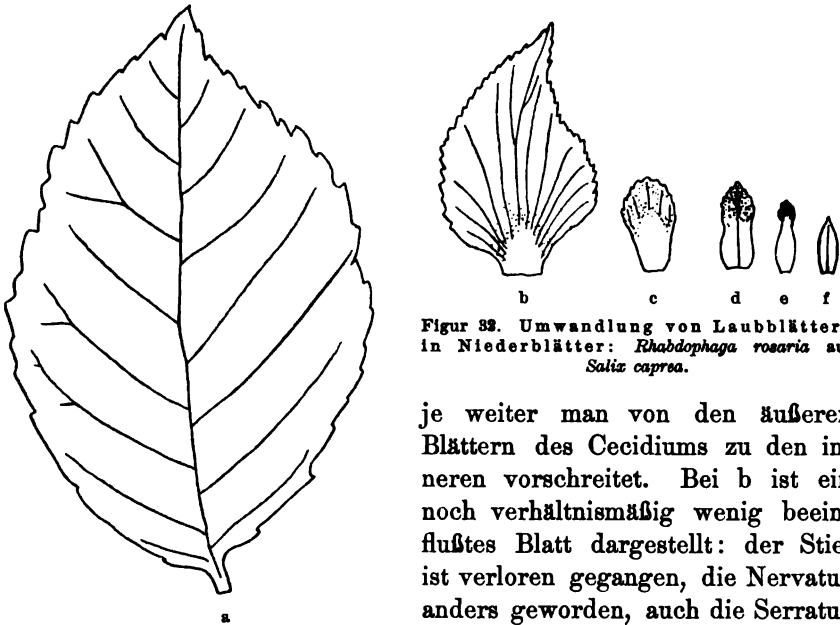 b c d e f
Figur 32. Umwandlung von Laubblätter
in Niederblätter: Rhabdophaga rosaria au
Salix caprea.
je weiter man von den äußere
Blättern des Cecidiums zu den in
neren vorschreitet. Bei b ist ei
noch verhältnismäßig wenig beein
flußtes Blatt dargestellt: der Stie
ist verloren gegangen, die Nervatu
anders geworden, auch die Serratu
a